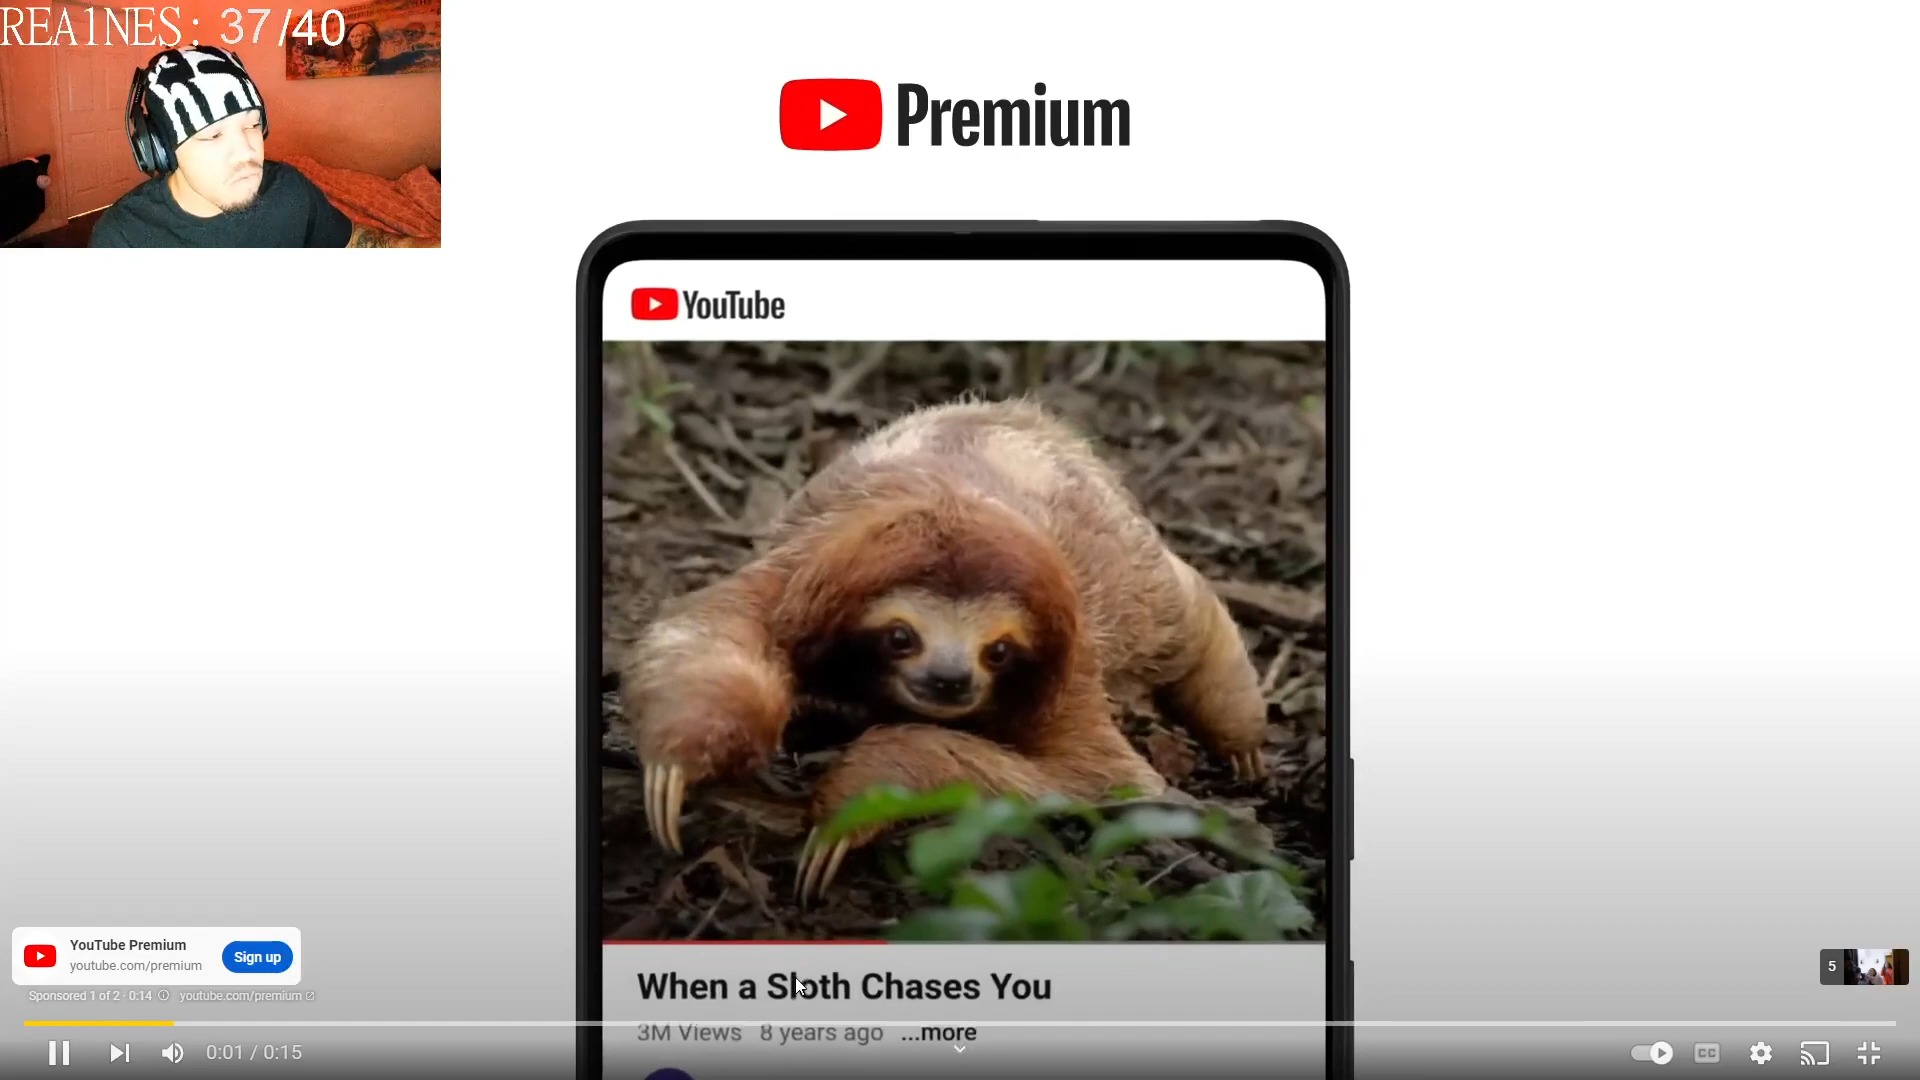 REA1NES: 37/40
Premium
YouTube
When a Sloth Chases You
3M Views 8 years ago ...more
YouTube Premium
youtube.com/premium
Sign up
Sponsored 1 of 2 · 0:14 youtube.com/premium
5
0:01 / 0:15
CC